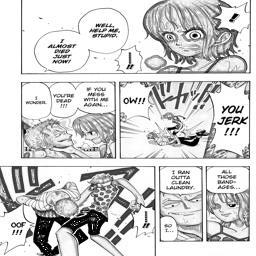 WELL,
HELP ME,
STUPID.
I
ALMOST
DIED
JUST
NOW!
!!
YOU
JERK
!!!
OW!!
IF YOU
MESS
WITH ME
AGAIN...
YOU'RE
DEAD
!!!
I
WONDER.
ALL
THOSE
BAND-
AGES...
I RAN
OUTTA
CLEAN
LAUNDRY.
SO
I...
OOF
!!!